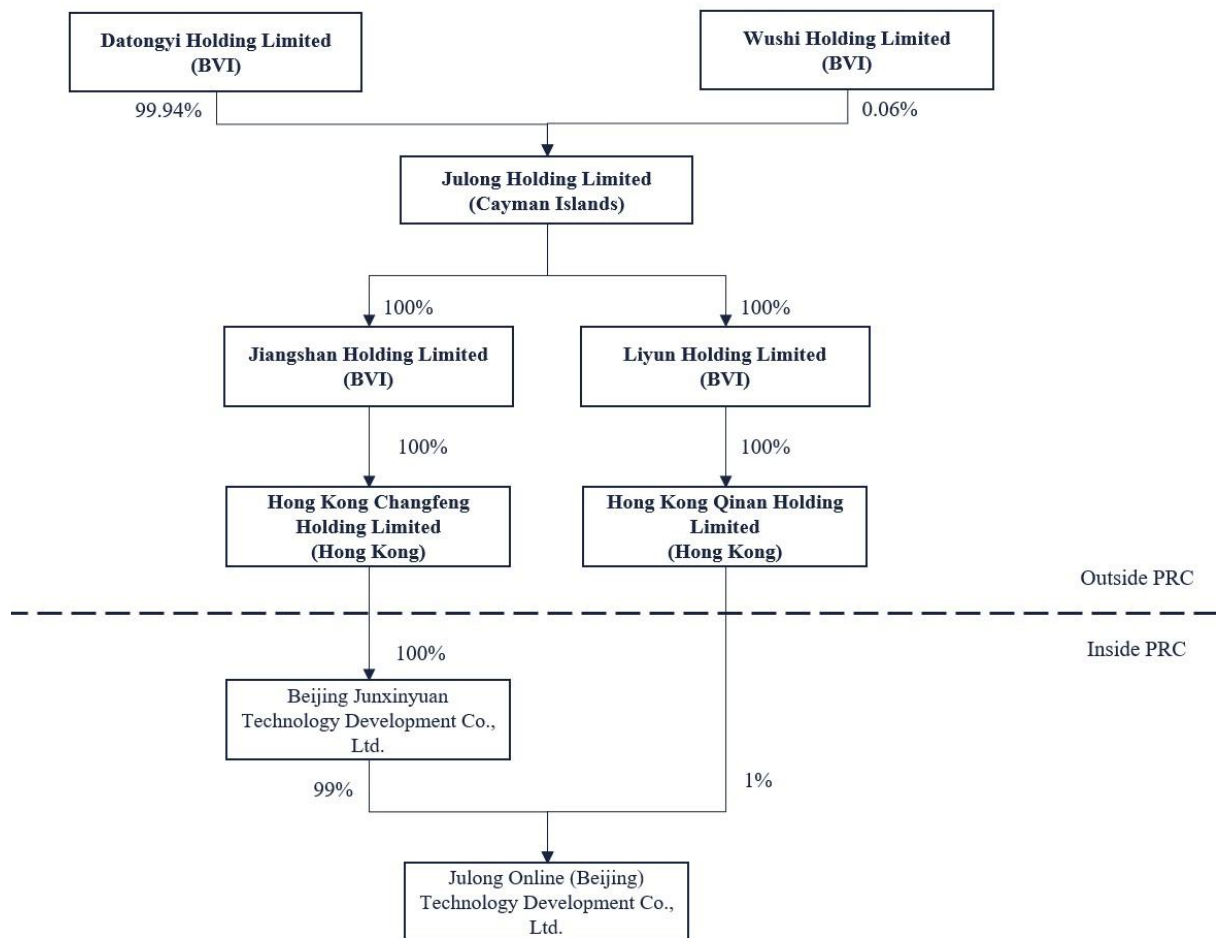 Datongyi Holding Limited
(BVI)
Wushi Holding Limited
(BVI)
99.94%
0.06%
Julong Holding Limited
(Cayman Islands)
100%
100%
Jiangshan Holding Limited
(BVI)
Liyun Holding Limited
(BVI)
100%
100%
Hong Kong Changfeng
Holding Limited
(Hong Kong)
Hong Kong Qinan Holding
Limited
(Hong Kong)
Outside PRC
Inside PRC
100%
Beijing Junxinyuan
Technology Development Co.,
Ltd.
99%
1%
Julong Online (Beijing)
Technology Development Co.,
Ltd.